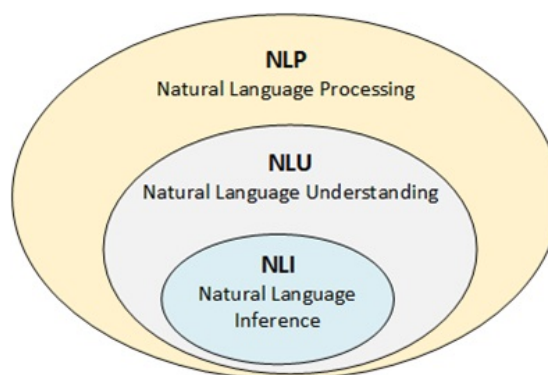 NLP
Natural Language Processing
NLU
Natural Language Understanding
NLI
Natural Language
Inference